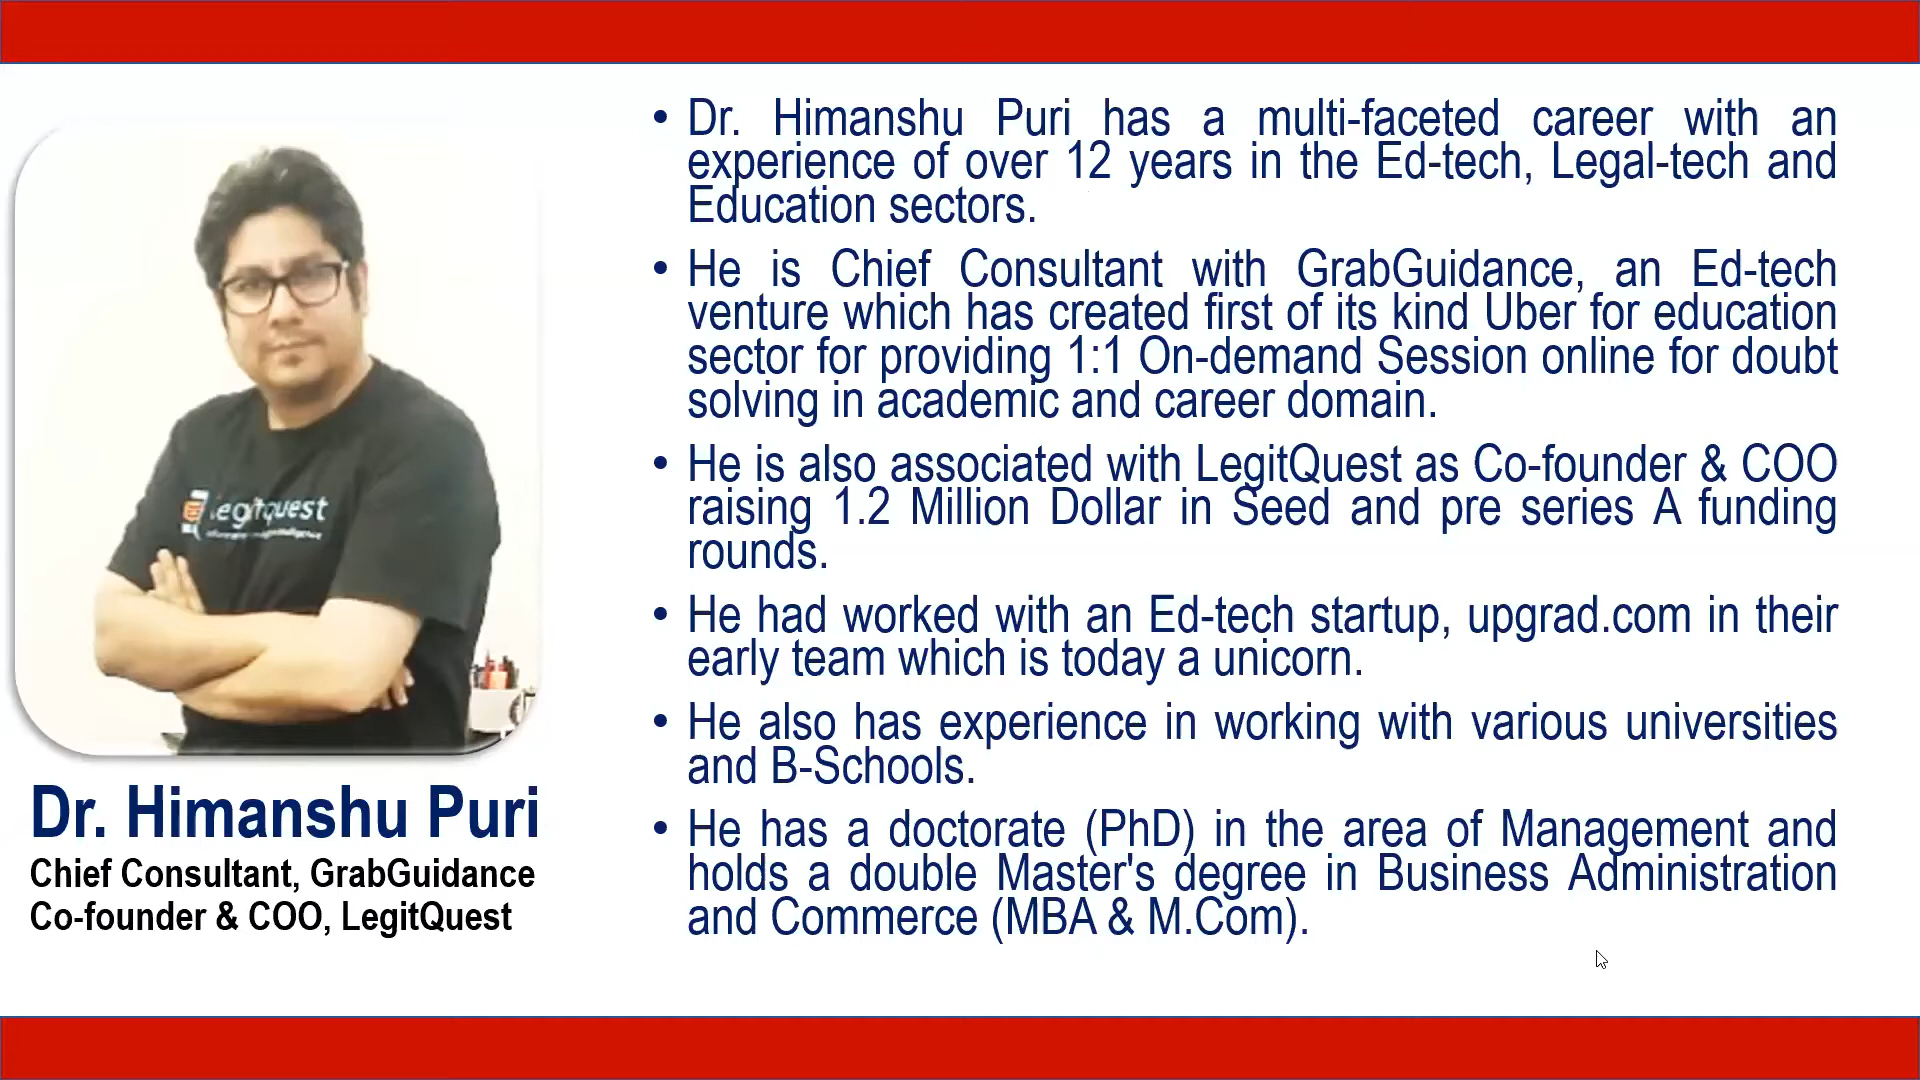 Dr. Himanshu Puri has a multi-faceted career with an
experience of over 12 years in the Ed-tech, Legal-tech and
Education sectors.
He is Chief Consultant with GrabGuidance, an Ed-tech
venture which has created first of its kind Uber for education
sector for providing 1:1 On-demand Session online for doubt
solving in academic and career domain.
He is also associated with LegitQuest as Co-founder & COO
raising 1.2 Million Dollar in Seed and pre series A funding
rounds.
He had worked with an Ed-tech startup, upgrad.com in their
early team which is today a unicorn.
He also has experience in working with various universities
and B-Schools.
He has a doctorate (PhD) in the area of Management and
holds a double Master's degree in Business Administration
and Commerce (MBA & M.Com).
legitquest
Dr. Himanshu Puri
Chief Consultant, GrabGuidance
Co-founder & COO, LegitQuest